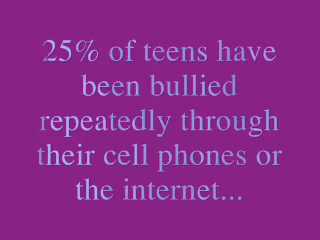 25% of teens have
been bullied
repeatedly through
their cell phones or
the internet...